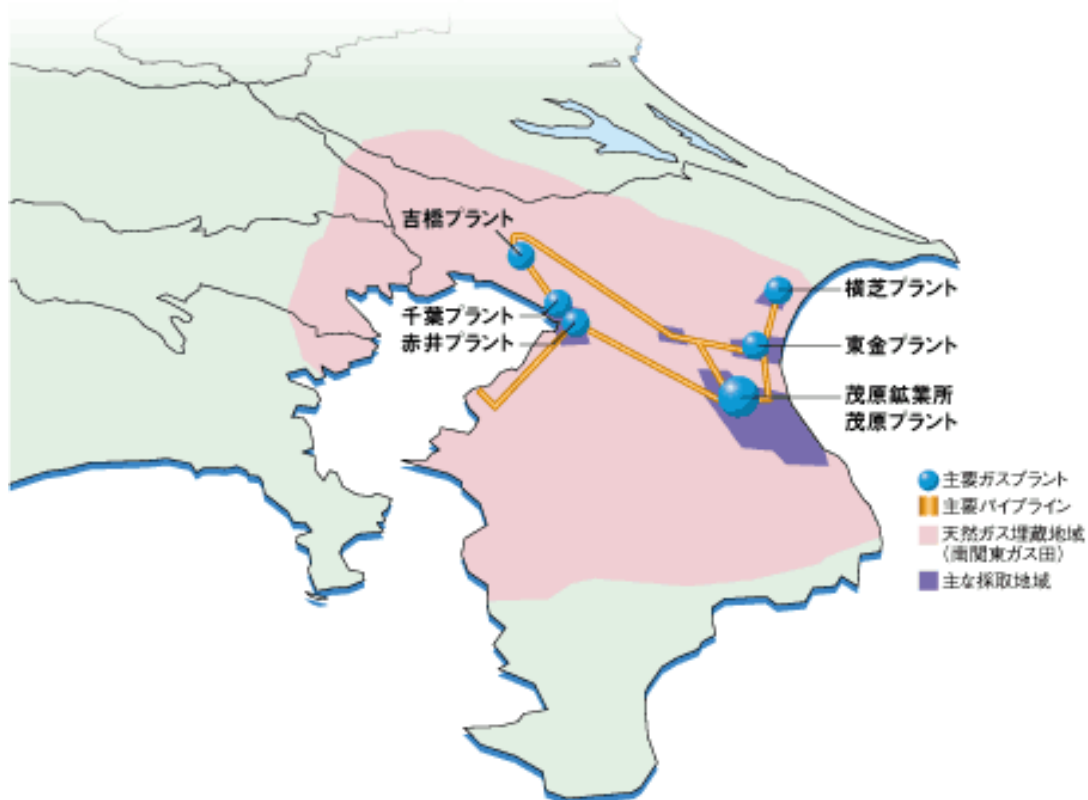 吉橋プラント
千葉プラント
赤井プラント
横芝プラント
東金プラント
茂原鉱業所
茂原プラント
主要ガスプラント
主要パイプライン
天然ガス埋蔵地域
（南関東ガス田）
主な採取地域